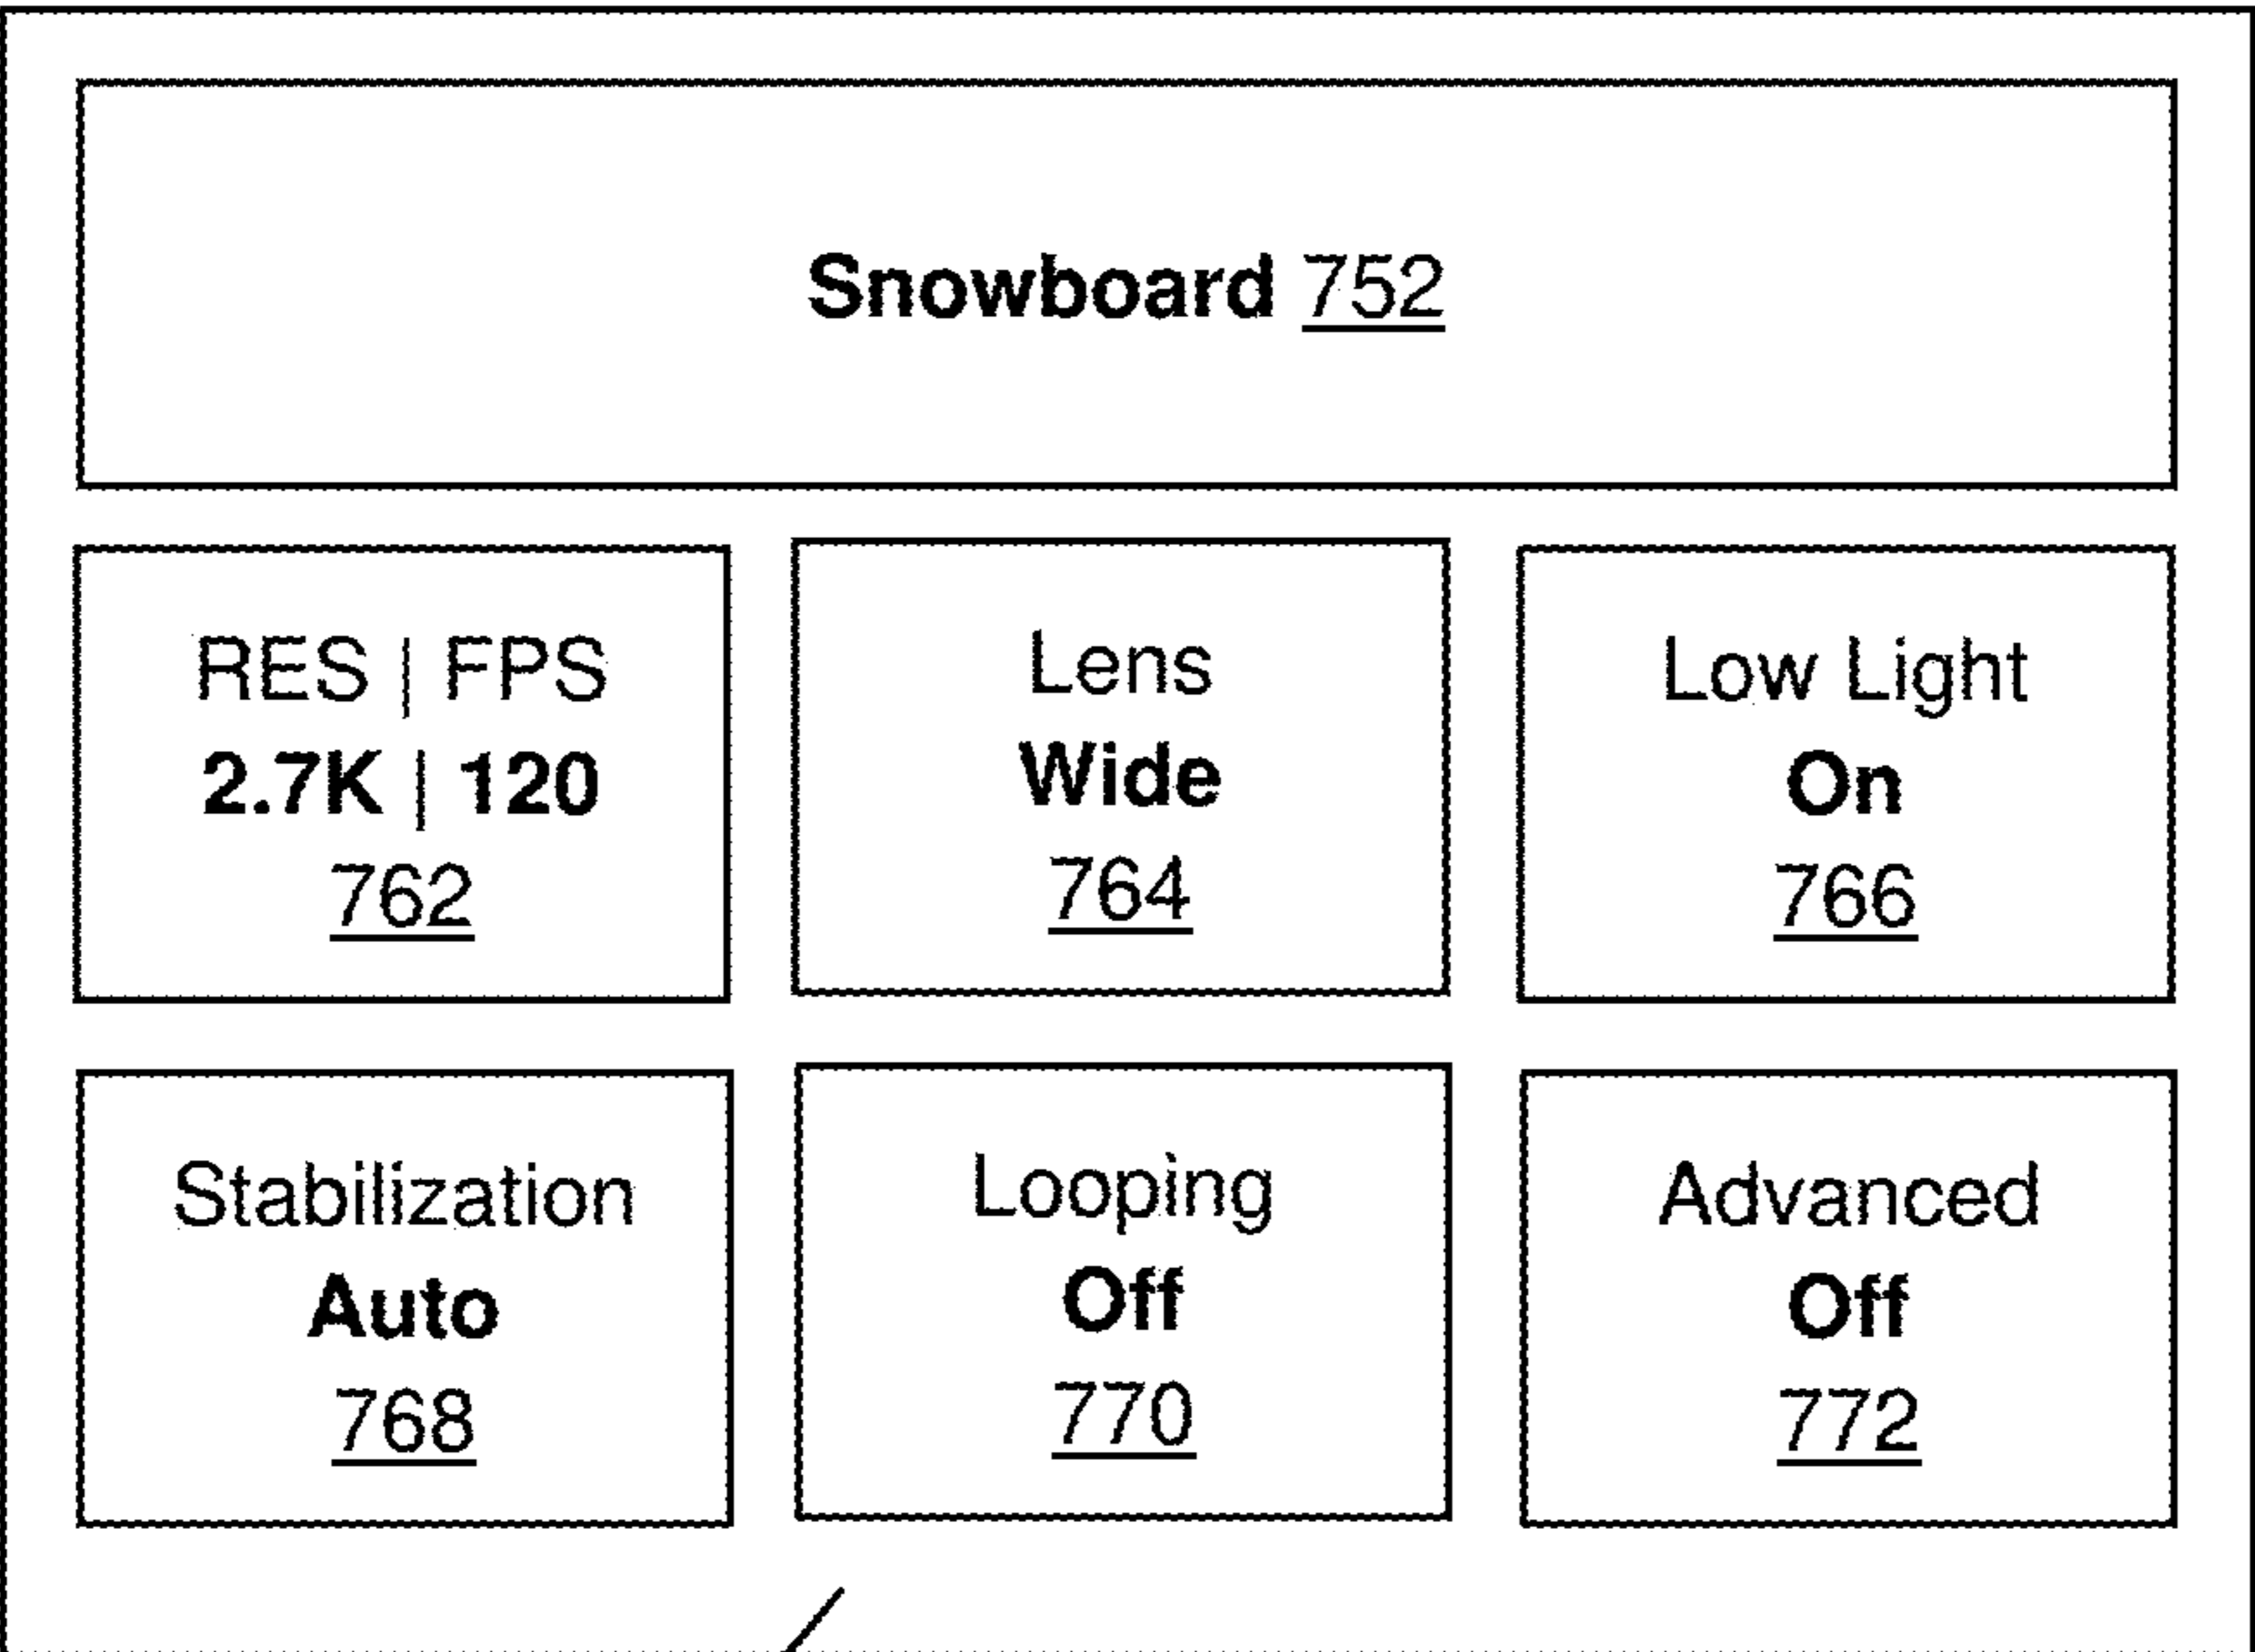 Snowboard 752
RES | FPS
2.7K | 120
762
Lens
Wide
764
Low Light
On
766
Stabilization
Auto
768
Looping
Off
770
Advanced
Off
772